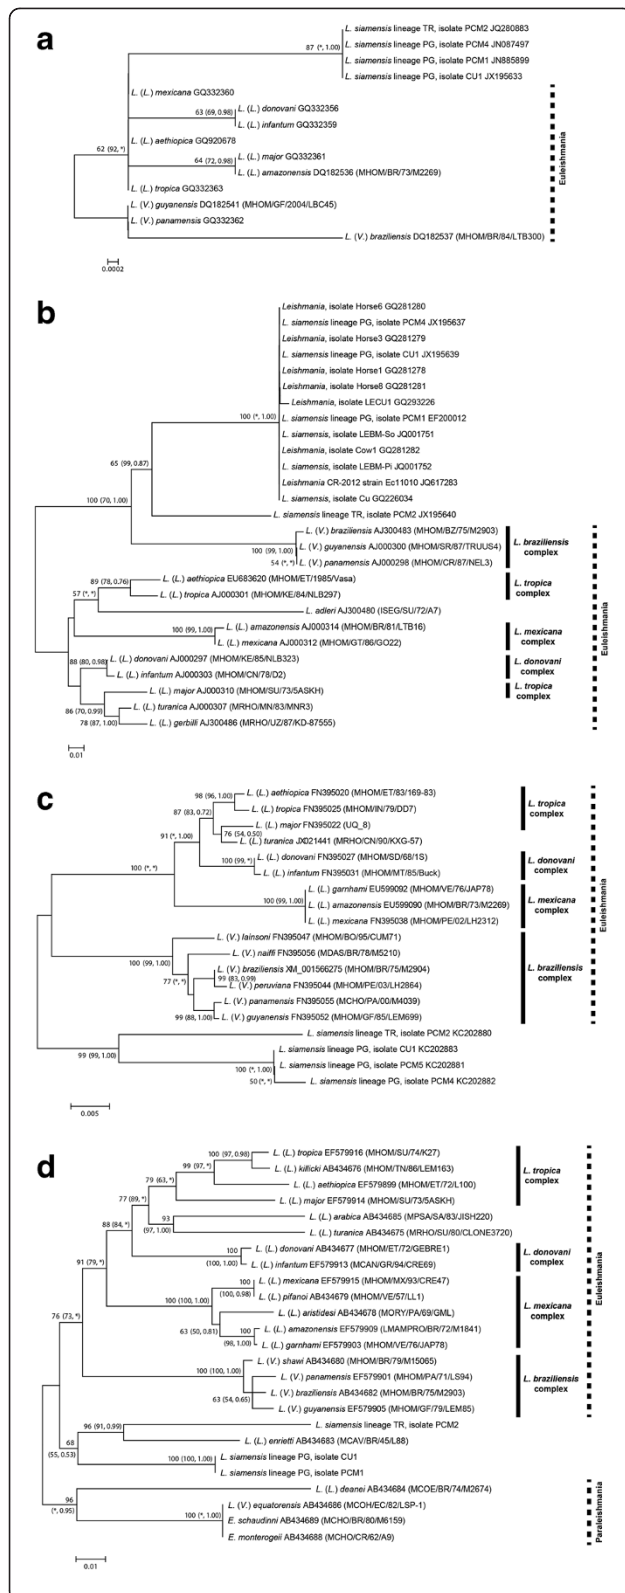 a
L. siamensis lineage TR, isolate PCM2 JQ280883
87 (*, 1.00)
L. siamensis lineage PG, isolate PCM4 JN087497
L. siamensis lineage PG, isolate PCM1 JN885899
L. siamensis lineage PG, isolate CU1 JX195633
L. (L.) mexicana GQ332360
63 (69, 0.98)
L. (L.) donovani GQ332356
L. (L.) infantum GQ332359
62 (92, *)
L. (L.) aethiopica GQ920678
64 (72, 0.98)
L. (L.) major GQ332361
L. (L.) amazonensis DQ182536 (MHOM/BR/73/M2269)
L. (L.) tropica GQ332363
L. (V.) guyanensis DQ182541 (MHOM/GF/2004/LBC45)
L. (V.) panamensis GQ332362
L. (V.) braziliensis DQ182537 (MHOM/BR/84/LTB300)
Euleishmania
0.0002
b
Leishmania, isolate Horse6 GQ281280
L. siamensis lineage PG, isolate PCM4 JX195637
Leishmania, isolate Horse3 GQ281279
L. siamensis lineage PG, isolate CU1 JX195639
Leishmania, isolate Horse1 GQ281278
Leishmania, isolate Horse8 GQ281281
Leishmania, isolate LECU1 GQ293226
100 (*, 1.00)
L. siamensis lineage PG, isolate PCM1 EF200012
L. siamensis, isolate LEBM-So JQ001751
Leishmania, isolate Cow1 GQ281282
65 (99, 0.87)
L. siamensis, isolate LEBM-Pi JQ001752
Leishmania CR-2012 strain Ec11010 JQ617283
100 (70, 1.00)
L. siamensis, isolate Cu GQ226034
L. siamensis lineage TR, isolate PCM2 JX195640
L. (V.) braziliensis AJ300483 (MHOM/BZ/75/M2903)
100 (99, 1.00)
L. (V.) guyanensis AJ000300 (MHOM/SR/87/TRUUS4)
54 (*, *)
L. (V.) panamensis AJ000298 (MHOM/CR/87/NEL3)
L. braziliensis
complex
89 (78, 0.76)
L. (L.) aethiopica EU683620 (MHOM/ET/1985/Vasa)
57 (*, *)
L. (L.) tropica AJ000301 (MHOM/KE/84/NLB297)
L. tropica
complex
L. adleri AJ300480 (ISEG/SU/72/A7)
100 (99, 1.00)
L. (L.) amazonensis AJ000314 (MHOM/BR/81/LTB16)
L. (L.) mexicana AJ000312 (MHOM/GT/86/GO22)
L. mexicana
complex
88 (80, 0.98)
L. (L.) donovani AJ000297 (MHOM/KE/85/NLB323)
L. (L.) infantum AJ000303 (MHOM/CN/78/D2)
L. donovani
complex
L. (L.) major AJ000310 (MHOM/SU/73/5ASKH)
L. tropica
complex
86 (70, 0.99)
L. (L.) turanica AJ000307 (MRHO/MN/83/MNR3)
78 (87, 1.00)
L. (L.) gerbilli AJ300486 (MRHO/UZ/87/KD-87555)
Euleishmania
0.01
c
98 (96, 1.00)
L. (L.) aethiopica FN395020 (MHOM/ET/83/169-83)
87 (83, 0.72)
L. (L.) tropica FN395025 (MHOM/IN/79/DD7)
L. tropica
complex
L. (L.) major FN395022 (UQ_8)
91 (*, 1.00)
76 (54, 0.50)
L. (L.) turanica JX021441 (MRHO/CN/90/KXG-57)
100 (99, *)
L. (L.) donovani FN395027 (MHOM/SD/68/1S)
100 (*, *)
L. (L.) infantum FN395031 (MHOM/MT/85/Buck)
L. donovani
complex
L. (L.) garnhami EU599092 (MHOM/VE/76/JAP78)
100 (99, 1.00)
L. (L.) amazonensis EU599090 (MHOM/BR/73/M2269)
L. (L.) mexicana FN395038 (MHOM/PE/02/LH2312)
L. mexicana
complex
L. (V.) lainsoni FN395047 (MHOM/BO/95/CUM71)
100 (99, 1.00)
L. (V.) naiffi FN395056 (MDAS/BR/78/M5210)
L. (V.) braziliensis XM_001566275 (MHOM/BR/75/M2904)
77 (*, *)
99 (83, 0.99)
L. (V.) peruviana FN395044 (MHOM/PE/03/LH2864)
L. (V.) panamensis FN395055 (MCHO/PA/00/M4039)
99 (88, 1.00)
L. (V.) guyanensis FN395052 (MHOM/GF/85/LEM699)
L. braziliensis
complex
Euleishmania
L. siamensis lineage TR, isolate PCM2 KC202880
99 (99, 1.00)
L. siamensis lineage PG, isolate CU1 KC202883
100 (*, 1.00)
L. siamensis lineage PG, isolate PCM5 KC202881
50 (*, *)
L. siamensis lineage PG, isolate PCM4 KC202882
0.005
d
100 (97, 0.98)
L. (L.) tropica EF579916 (MHOM/SU/74/K27)
99 (97, *)
L. (L.) killicki AB434676 (MHOM/TN/86/LEM163)
79 (63, *)
L. (L.) aethiopica EF579899 (MHOM/ET/72/L100)
77 (89, *)
L. (L.) major EF579914 (MHOM/SU/73/5ASKH)
L. tropica
complex
93
L. (L.) arabica AB434685 (MPSA/SA/83/JISH220)
88 (84, *)
(97, 1.00)
L. (L.) turanica AB434675 (MRHO/SU/80/CLONE3720)
100
L. (L.) donovani AB434677 (MHOM/ET/72/GEBRE1)
91 (79, *)
(100, 1.00)
L. (L.) infantum EF579913 (MCAN/GR/94/CRE69)
L. donovani
complex
100
L. (L.) mexicana EF579915 (MHOM/MX/93/CRE47)
100 (100, 1.00)
(100, 0.98)
L. (L.) pifanoi AB434679 (MHOM/VE/57/LL1)
L. (L.) aristidesi AB434678 (MORY/PA/69/GML)
76 (73, *)
63 (50, 0.81)
100
L. (L.) amazonensis EF579909 (LMAMPRO/BR/72/M1841)
(98, 1.00)
L. (L.) garnhami EF579903 (MHOM/VE/76/JAP78)
L. mexicana
complex
L. (V.) shawi AB434680 (MHOM/BR/79/M15065)
100 (100, 1.00)
L. (V.) panamensis EF579901 (MHOM/PA/71/LS94)
L. (V.) braziliensis AB434682 (MHOM/BR/75/M2903)
63 (54, 0.65)
L. (V.) guyanensis EF579905 (MHOM/GF/79/LEM85)
L. braziliensis
complex
Euleishmania
96 (91, 0.99)
L. siamensis lineage TR, isolate PCM2
68
L. (L.) enrietti AB434683 (MCAV/BR/45/L88)
(55, 0.53)
100 (100, 1.00)
L. siamensis lineage PG, isolate CU1
L. siamensis lineage PG, isolate PCM1
96
L. (L.) deanei AB434684 (MCOE/BR/74/M2674)
(*, 0.95)
L. (V.) equatorensis AB434686 (MCOH/EC/82/LSP-1)
100 (*, 1.00)
E. schaudinni AB434689 (MCHO/BR/80/M6159)
E. monterogeii AB434688 (MCHO/CR/62/A9)
Paraleishmania
0.01